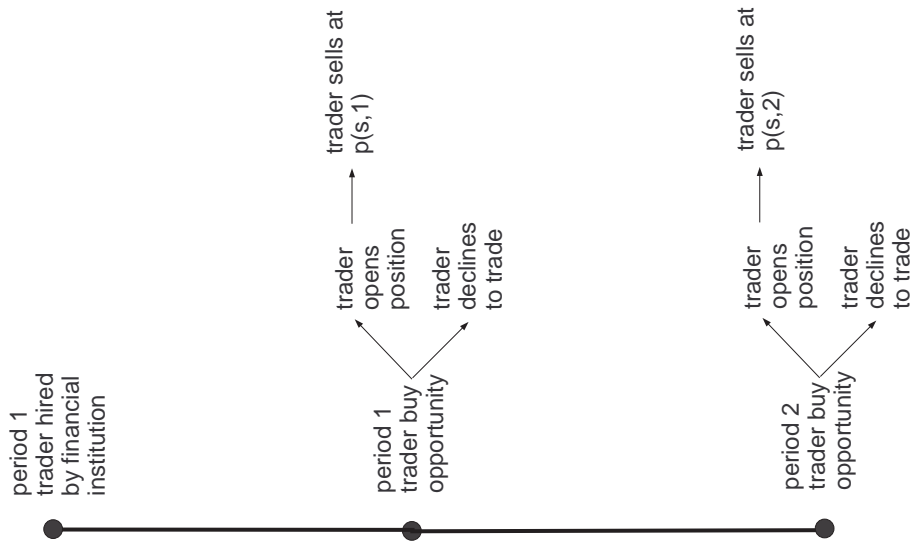 period 1
trader hired
by financial
institution
period 1
trader buy
opportunity
trader
opens
position
trader
declines
to trade
trader sells at
p(s,1)
period 2
trader buy
opportunity
trader
opens
position
trader
declines
to trade
trader sells at
p(s,2)